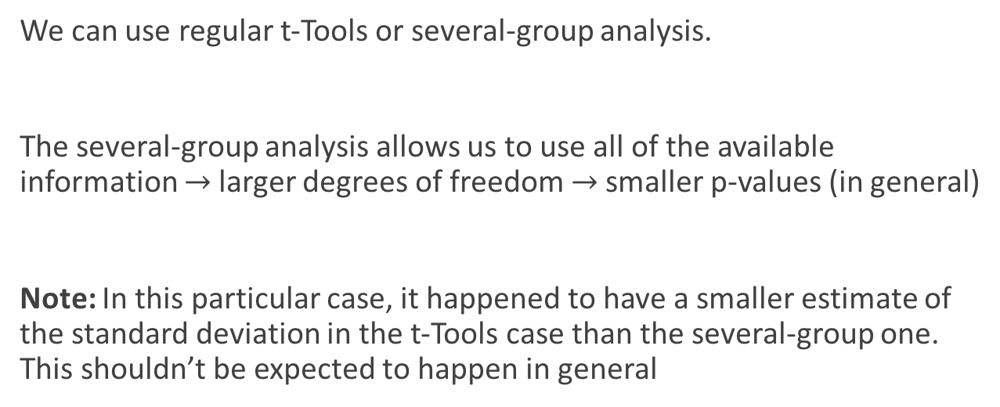 We can use regular t-Tools or several-group analysis.
The several-group analysis allows us to use all of the available
information → larger degrees of freedom → smaller p-values (in general)
Note: In this particular case, it happened to have a smaller estimate of
the standard deviation in the t-Tools case than the several-group one.
This shouldn’t be expected to happen in general